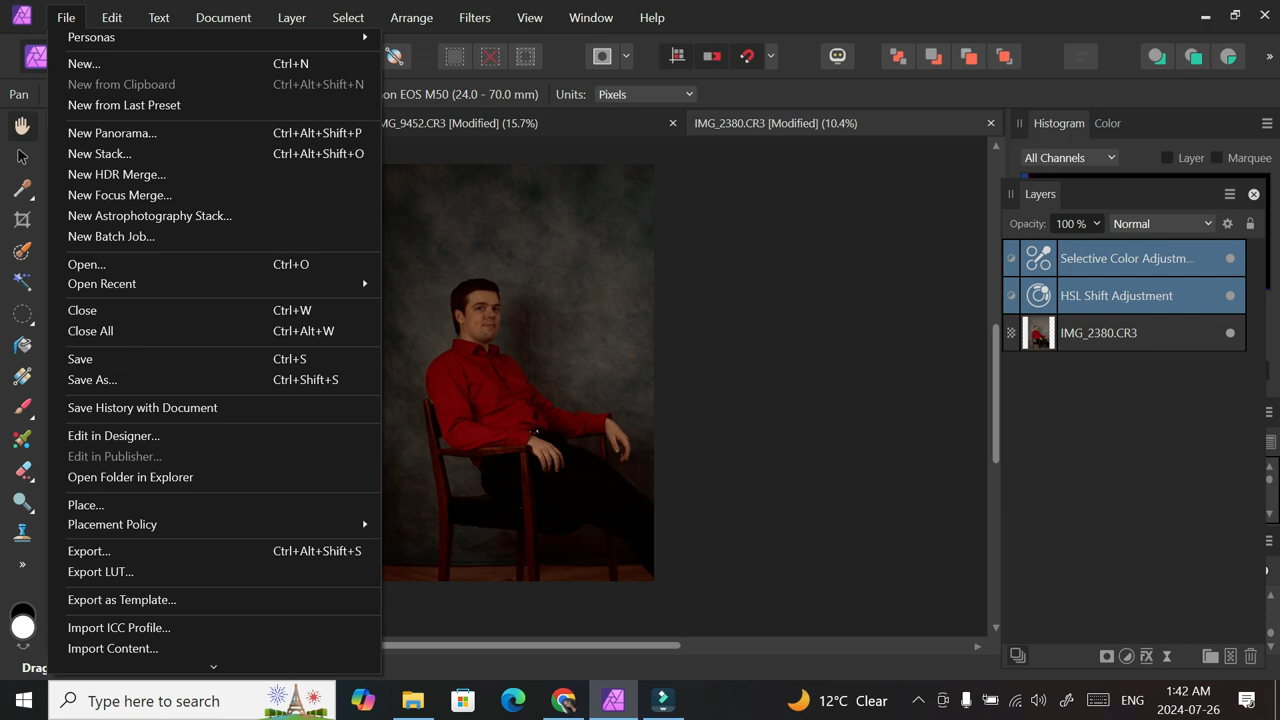 File Edit Text Document Layer Select Arrange Filters View Window Help
Personas
New... Ctrl+N
New from Clipboard Ctrl+Alt+Shift+N
New from Last Preset
New Panorama... Ctrl+Alt+Shift+P
New Stack... Ctrl+Alt+Shift+O
New HDR Merge...
New Focus Merge...
New Astrophotography Stack...
New Batch Job...
Open... Ctrl+O
Open Recent
Close Ctrl+W
Close All Ctrl+Alt+W
Save Ctrl+S
Save As... Ctrl+Shift+S
Save History with Document
Edit in Designer...
Edit in Publisher...
Open Folder in Explorer
Place...
Placement Policy
Export... Ctrl+Alt+Shift+S
Export LUT...
Export as Template...
Import ICC Profile...
Import Content...
Pan
on EOS M50 (24.0 - 70.0 mm) Units: Pixels
MG_9452.CR3 [Modified] (15.7%) IMG_2380.CR3 [Modified] (10.4%)
Histogram Color
All Channels Layer Marquee
Layers
Opacity: 100 % Normal
Selective Color Adjustm...
HSL Shift Adjustment
IMG_2380.CR3
Drag
Type here to search
12°C Clear
ENG
1:42 AM
2024-07-26